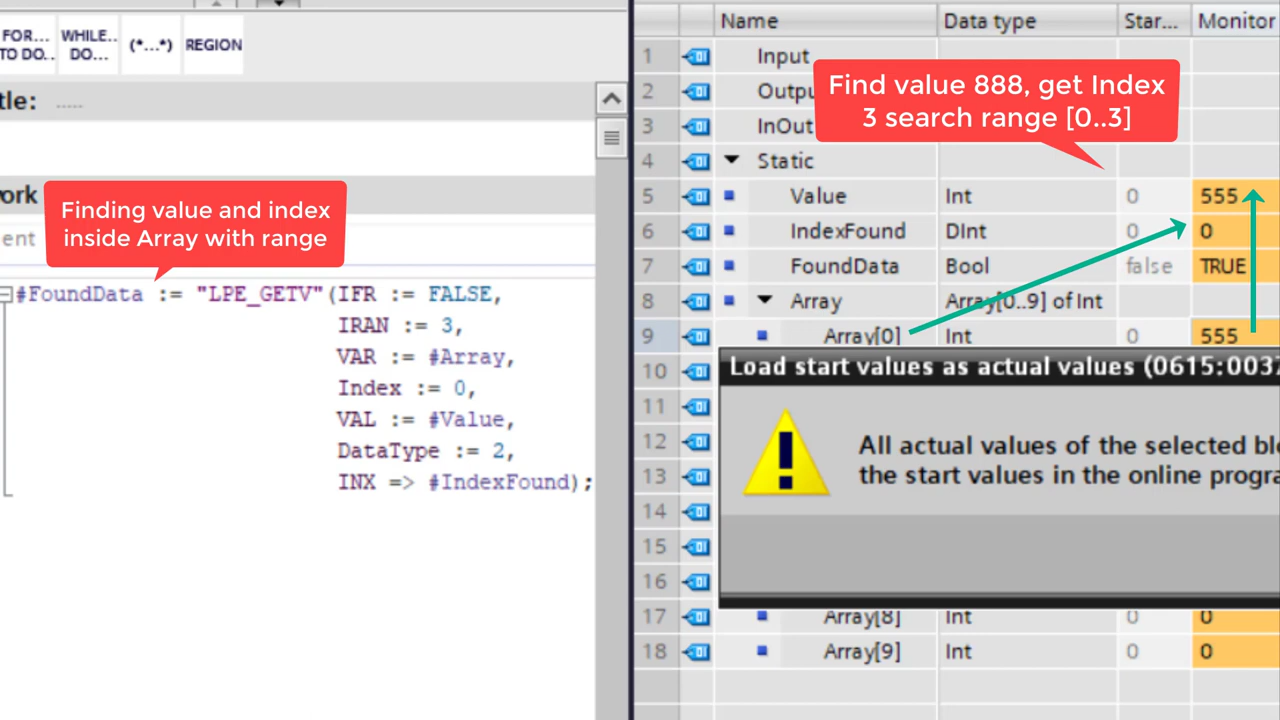 FOR... WHILE.. (*...*) REGION
TO DO.. DO...
tle: .....
work
ent
Finding value and index
inside Array with range
#FoundData := "LPE_GETV"(IFR := FALSE,
IRAN := 3,
VAR := #Array,
Index := 0,
VAL := #Value,
DataType := 2,
INX => #IndexFound);
Name Data type Star... Monitor
1 Input
2 Outpu
3 InOut
Find value 888, get Index
3 search range [0..3]
4 Static
5 Value Int 0 555
6 IndexFound DInt 0 0
7 FoundData Bool false TRUE
8 Array Array[0..9] of Int
9 Array[0] Int 0 555
10
11
12
13
14
15
16
Load start values as actual values (0615:0037
All actual values of the selected blo
the start values in the online progra
17 Array[8] Int 0 0
18 Array[9] Int 0 0